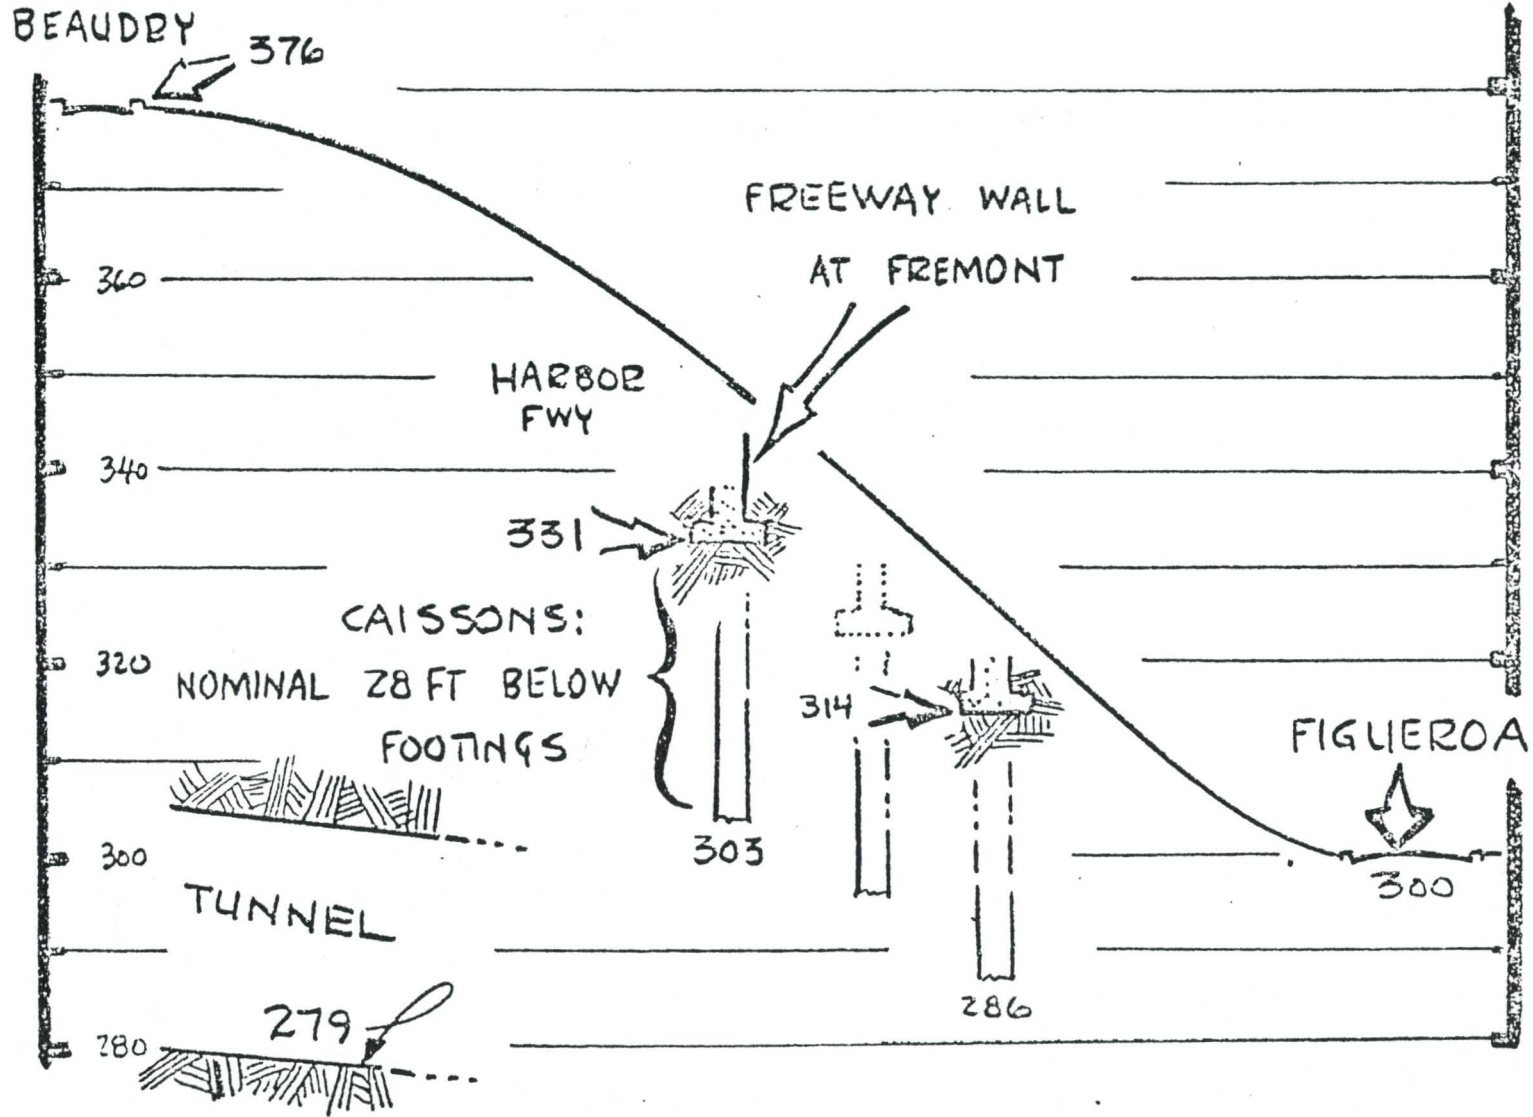 BEAUDRY
376
FREEWAY WALL
AT FREMONT
360
HARBOR
FWY
340
331
CAISSONS:
NOMINAL 28 FT BELOW
FOOTINGS
320
314
FIGUEROA
303
300
300
TUNNEL
286
279
280